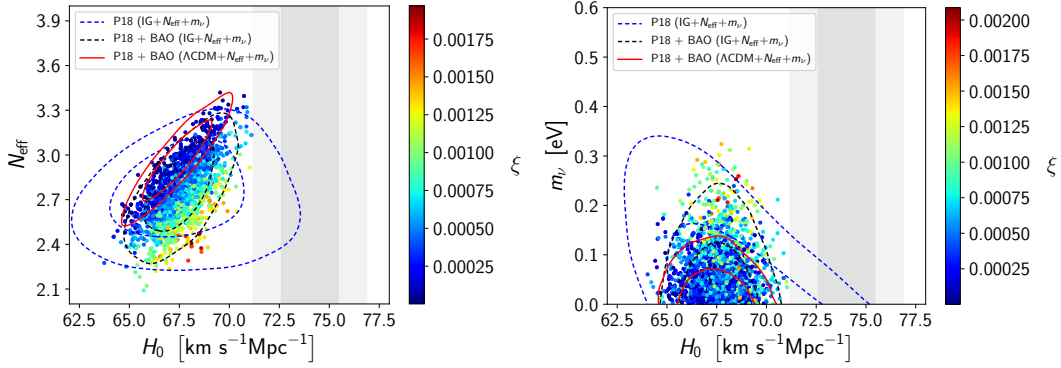 P18 (IG+N_eff+m_ν)
P18 + BAO (IG+N_eff+m_ν)
P18 + BAO (ΛCDM+N_eff+m_ν)
3.9
3.6
3.3
3.0
2.7
2.4
2.1
N_eff
62.5 65.0 67.5 70.0 72.5 75.0 77.5
H_0 [km s⁻¹Mpc⁻¹]
0.00175
0.00150
0.00125
0.00100
0.00075
0.00050
0.00025
ξ
P18 (IG+N_eff+m_ν)
P18 + BAO (IG+N_eff+m_ν)
P18 + BAO (ΛCDM+N_eff+m_ν)
0.6
0.5
0.4
0.3
0.2
0.1
0.0
m_ν [eV]
62.5 65.0 67.5 70.0 72.5 75.0 77.5
H_0 [km s⁻¹Mpc⁻¹]
0.00200
0.00175
0.00150
0.00125
0.00100
0.00075
0.00050
0.00025
ξ